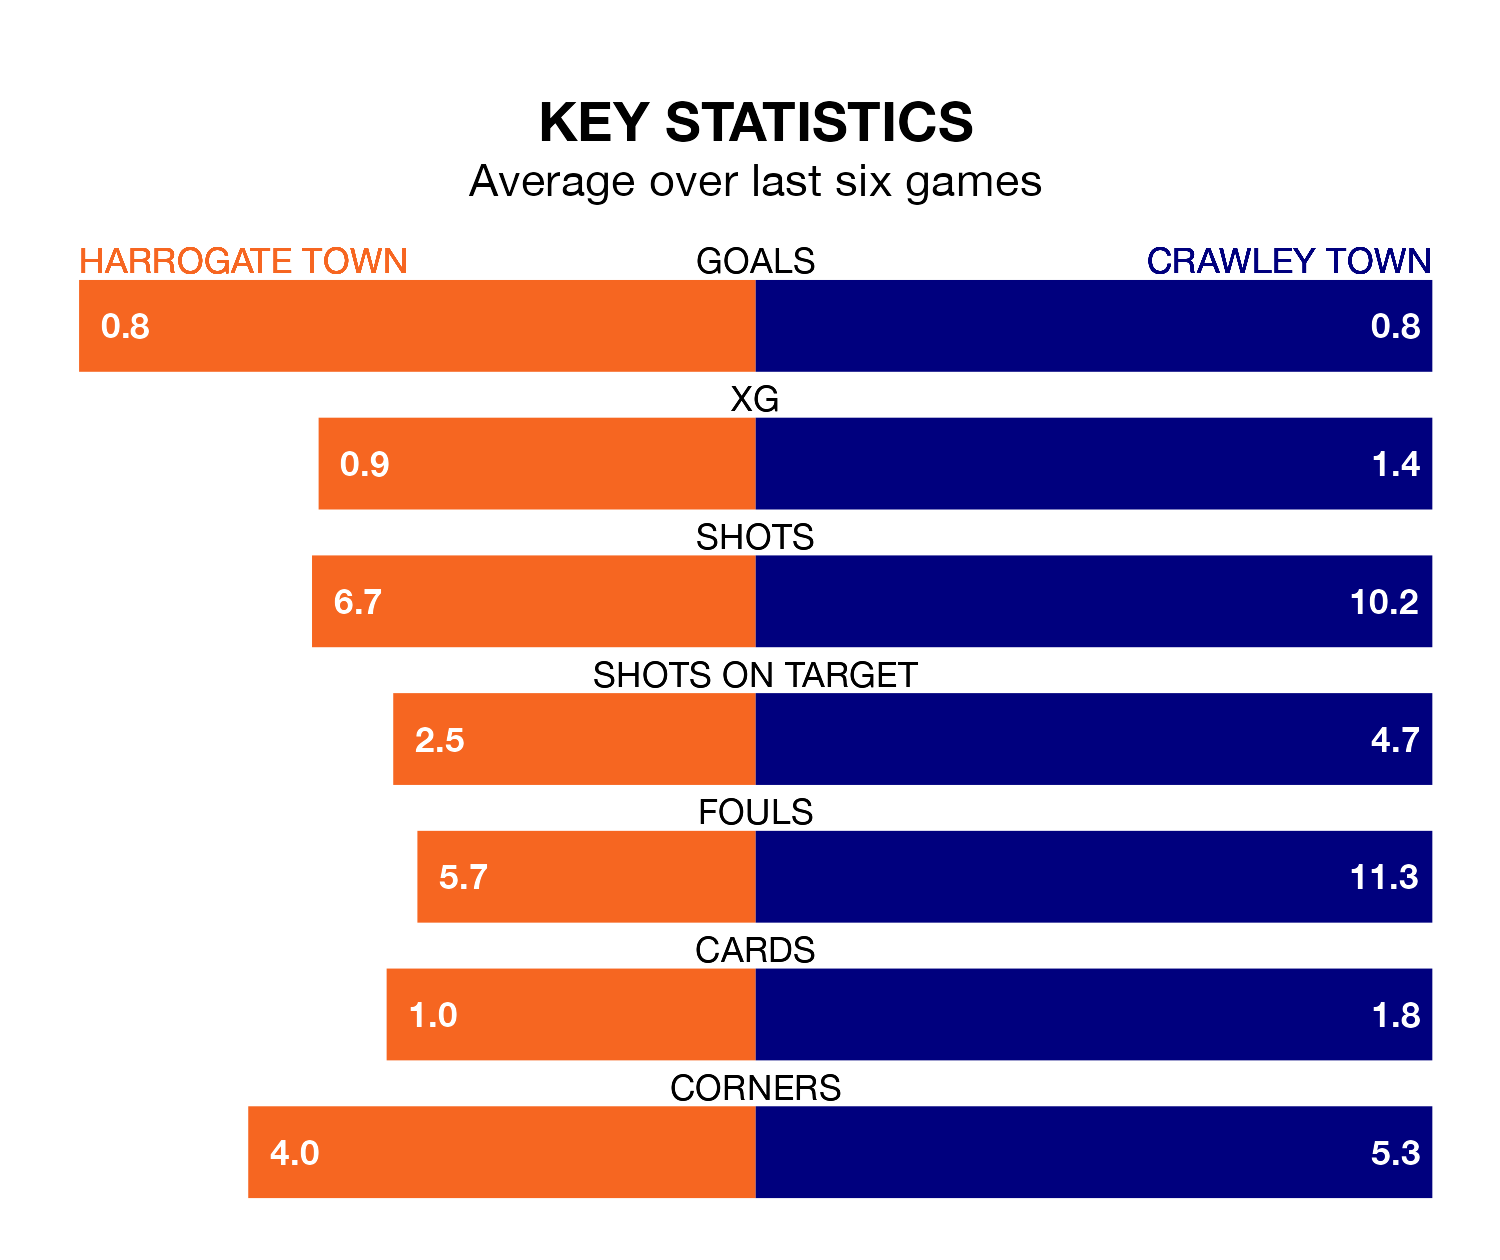 KEY STATISTICS
Average over last six games
HARROGATE TOWN GOALS CRAWLEY TOWN
0.8 0.8
XG
0.9 1.4
SHOTS
6.7 10.2
SHOTS ON TARGET
2.5 4.7
FOULS
5.7 11.3
CARDS
1.0 1.8
CORNERS
4.0 5.3